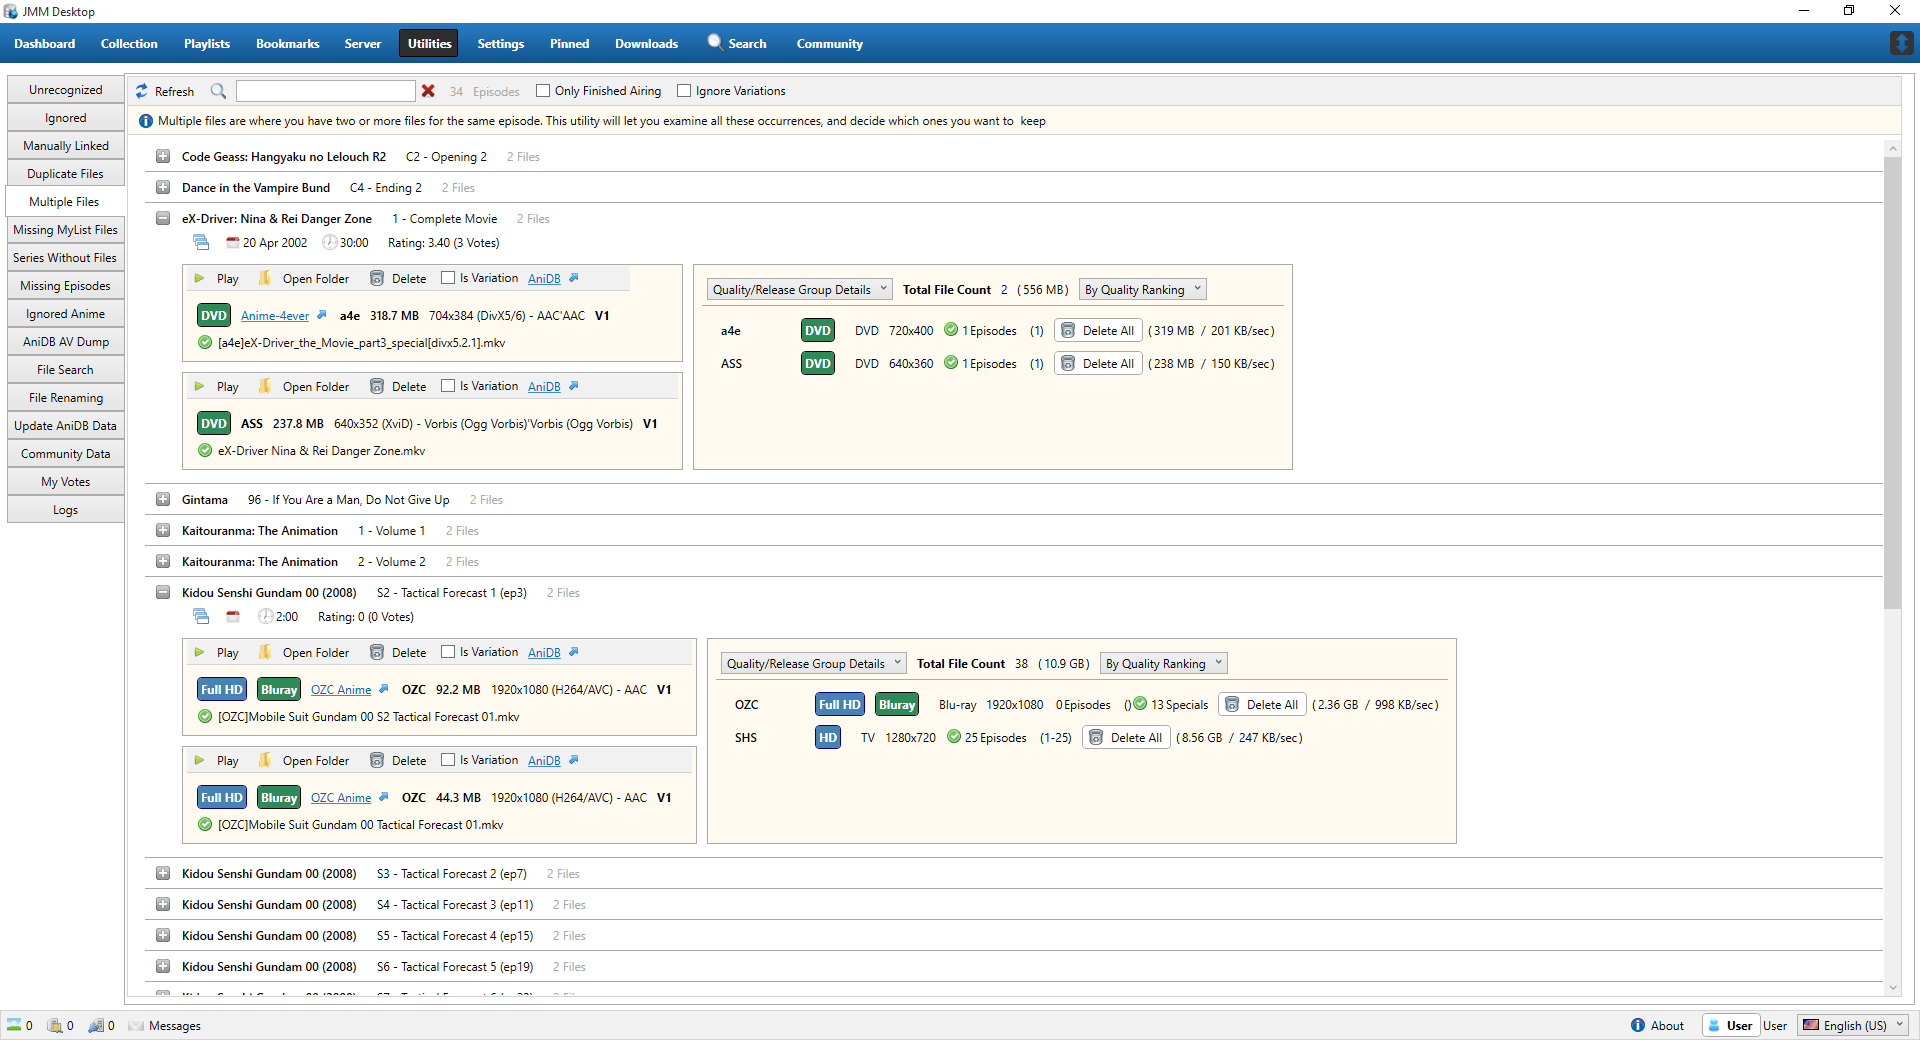 JMM Desktop
Dashboard Collection Playlists Bookmarks Server Utilities Settings Pinned Downloads Search Community
Unrecognized
Ignored
Manually Linked
Duplicate Files
Multiple Files
Missing MyList Files
Series Without Files
Missing Episodes
Ignored Anime
AniDB AV Dump
File Search
File Renaming
Update AniDB Data
Community Data
My Votes
Logs
Refresh 34 Episodes Only Finished Airing Ignore Variations
Multiple files are where you have two or more files for the same episode. This utility will let you examine all these occurrences, and decide which ones you want to keep
Code Geass: Hangyaku no Lelouch R2 C2 - Opening 2 2 Files
Dance in the Vampire Bund C4 - Ending 2 2 Files
eX-Driver: Nina & Rei Danger Zone 1 - Complete Movie 2 Files
20 Apr 2002 30:00 Rating: 3.40 (3 Votes)
Play Open Folder Delete Is Variation AniDB
DVD Anime-4ever a4e 318.7 MB 704x384 (DivX5/6) - AAC'AAC V1
[a4e]eX-Driver_the_Movie_part3_special[divx5.2.1].mkv
Play Open Folder Delete Is Variation AniDB
DVD ASS 237.8 MB 640x352 (XviD) - Vorbis (Ogg Vorbis)'Vorbis (Ogg Vorbis) V1
eX-Driver Nina & Rei Danger Zone.mkv
Quality/Release Group Details Total File Count 2 (556 MB) By Quality Ranking
a4e DVD DVD 720x400 1 Episodes (1) Delete All (319 MB / 201 KB/sec)
ASS DVD DVD 640x360 1 Episodes (1) Delete All (238 MB / 150 KB/sec)
Gintama 96 - If You Are a Man, Do Not Give Up 2 Files
Kaitouranma: The Animation 1 - Volume 1 2 Files
Kaitouranma: The Animation 2 - Volume 2 2 Files
Kidou Senshi Gundam 00 (2008) S2 - Tactical Forecast 1 (ep3) 2 Files
2:00 Rating: 0 (0 Votes)
Play Open Folder Delete Is Variation AniDB
Full HD Bluray OZC Anime OZC 92.2 MB 1920x1080 (H264/AVC) - AAC V1
[OZC]Mobile Suit Gundam 00 S2 Tactical Forecast 01.mkv
Play Open Folder Delete Is Variation AniDB
Full HD Bluray OZC Anime OZC 44.3 MB 1920x1080 (H264/AVC) - AAC V1
[OZC]Mobile Suit Gundam 00 Tactical Forecast 01.mkv
Quality/Release Group Details Total File Count 38 (10.9 GB) By Quality Ranking
OZC Full HD Bluray Blu-ray 1920x1080 0 Episodes () 13 Specials Delete All (2.36 GB / 998 KB/sec)
SHS HD TV 1280x720 25 Episodes (1-25) Delete All (8.56 GB / 247 KB/sec)
Kidou Senshi Gundam 00 (2008) S3 - Tactical Forecast 2 (ep7) 2 Files
Kidou Senshi Gundam 00 (2008) S4 - Tactical Forecast 3 (ep11) 2 Files
Kidou Senshi Gundam 00 (2008) S5 - Tactical Forecast 4 (ep15) 2 Files
Kidou Senshi Gundam 00 (2008) S6 - Tactical Forecast 5 (ep19) 2 Files
0 0 0 Messages About User User English (US)